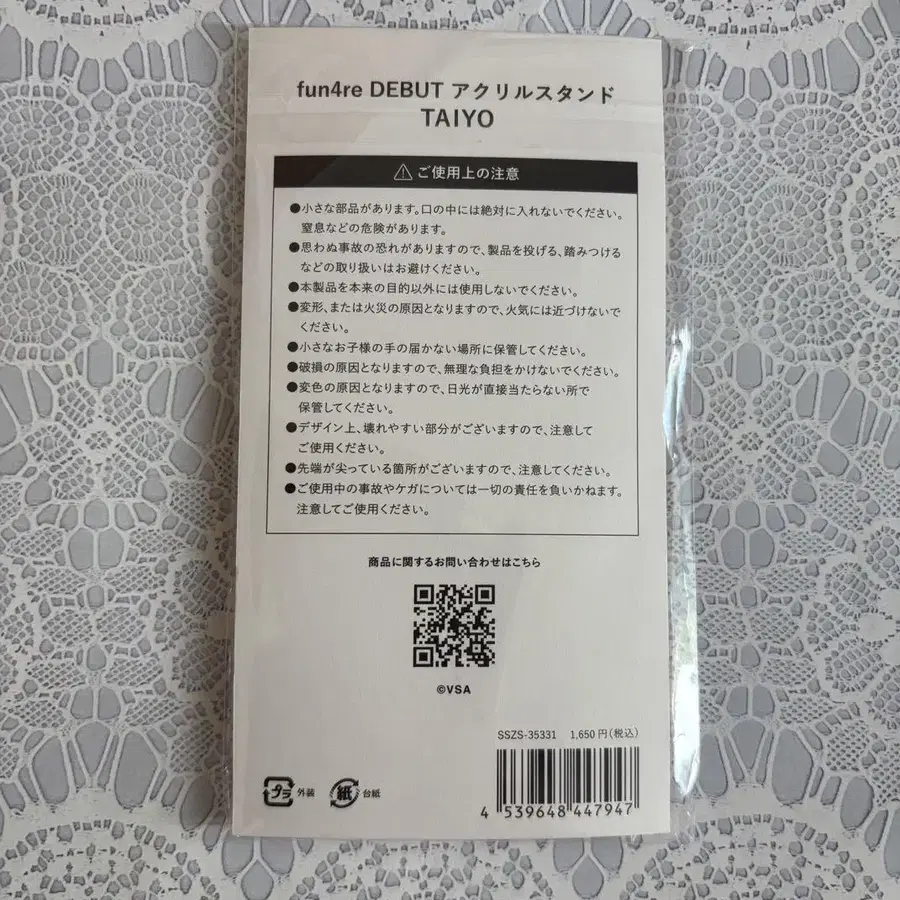 fun4re DEBUT アクリルスタンド
TAIYO
⚠ご使用上の注意
●小さな部品があります。口の中には絶対に入れないでください。
窒息などの危険があります。
●思わぬ事故の恐れがありますので、製品を投げる、踏みつける
などの取り扱いはお避けください。
●本製品を本来の目的以外には使用しないでください。
●変形、または火災の原因となりますので、火気には近づけないで
ください。
●小さなお子様の手の届かない場所に保管してください。
●破損の原因となりますので、無理な負担をかけないでください。
●変色の原因となりますので、日光が直接当たらない所で
保管してください。
●デザイン上、壊れやすい部分がございますので、注意して
ご使用ください。
●先端が尖っている箇所がございますので、注意してください。
●ご使用中の事故やケガについては一切の責任を負いかねます。
注意してご使用ください。
商品に関するお問い合わせはこちら
©VSA
SSZS-35331 1,650円(税込)
プラ 外装 紙 台紙
4 539648 447947